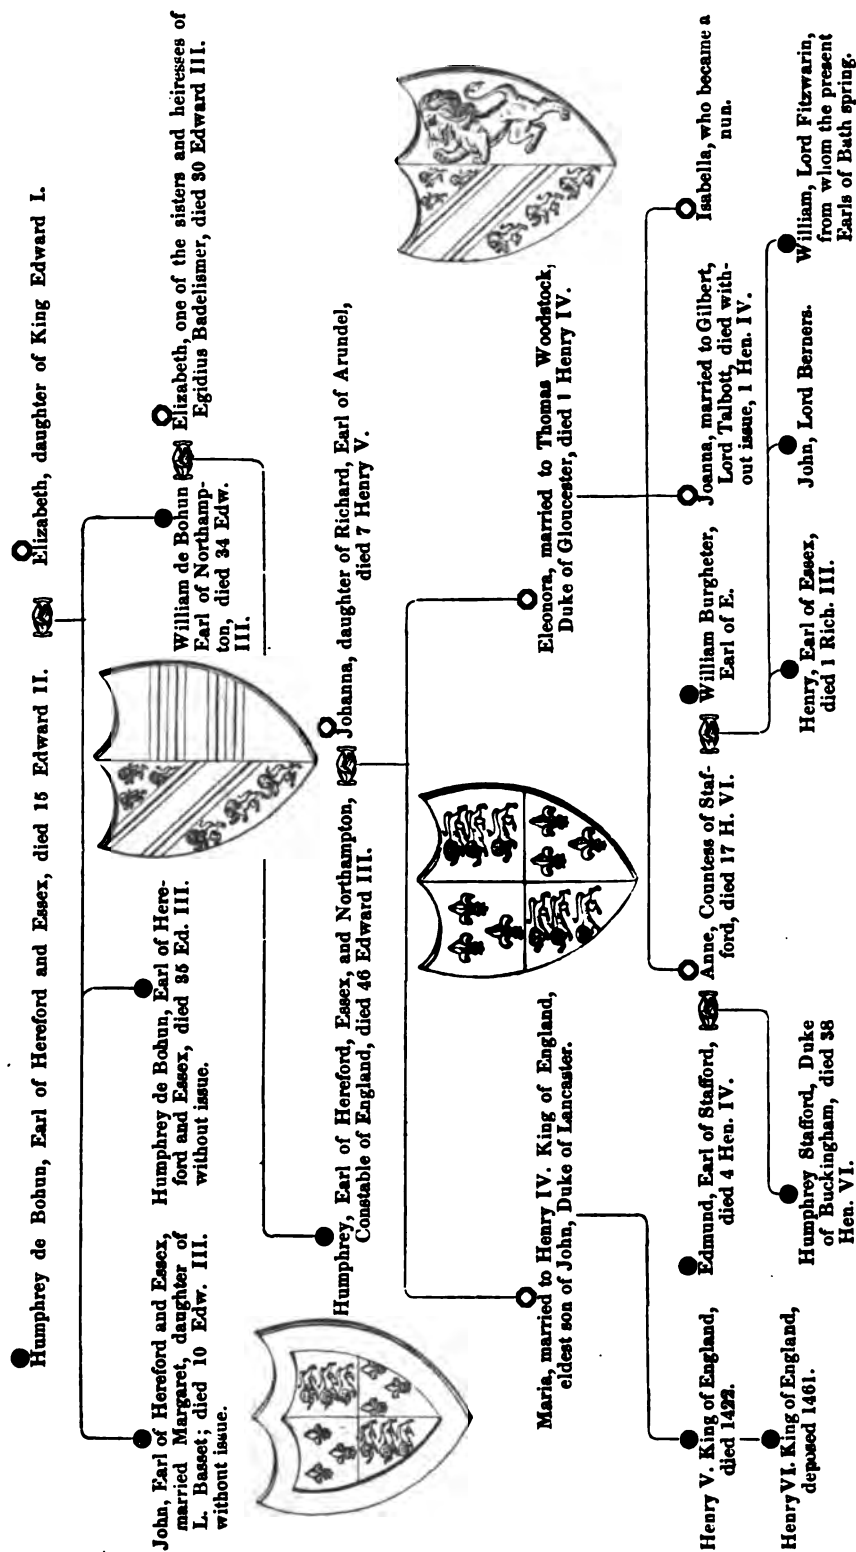 Humphrey de Bohun, Earl of Hereford and Essex, died 15 Edward II.
Elizabeth, daughter of King Edward I.
John, Earl of Hereford and Essex,
married Margaret, daughter of
L. Basset; died 10 Edw. III.
without issue.
Humphrey de Bohun, Earl of Here-
ford and Essex, died 35 Ed. III.
without issue.
William de Bohun
Earl of Northamp-
ton, died 34 Edw.
III.
Elizabeth, one of the sisters and heiresses of
Egidius Badelismer, died 30 Edward III.
Humphrey, Earl of Hereford, Essex, and Northampton,
Constable of England, died 46 Edward III.
Johanna, daughter of Richard, Earl of Arundel,
died 7 Henry V.
Maria, married to Henry IV. King of England,
eldest son of John, Duke of Lancaster.
Eleonora, married to Thomas Woodstock,
Duke of Gloucester, died 1 Henry IV.
Henry V. King of England,
died 1422.
Edmund, Earl of Stafford,
died 4 Hen. IV.
Anne, Countess of Staf-
ford, died 17 H. VI.
William Burgheter,
Earl of E.
Joanna, married to Gilbert,
Lord Talbott, died with-
out issue, 1 Hen. IV.
Isabella, who became a
nun.
Henry VI. King of England,
deposed 1461.
Humphrey Stafford, Duke
of Buckingham, died 38
Hen. VI.
Henry, Earl of Essex,
died 1 Rich. III.
John, Lord Berners.
William, Lord Fitzwarin,
from whom the present
Earls of Bath spring.